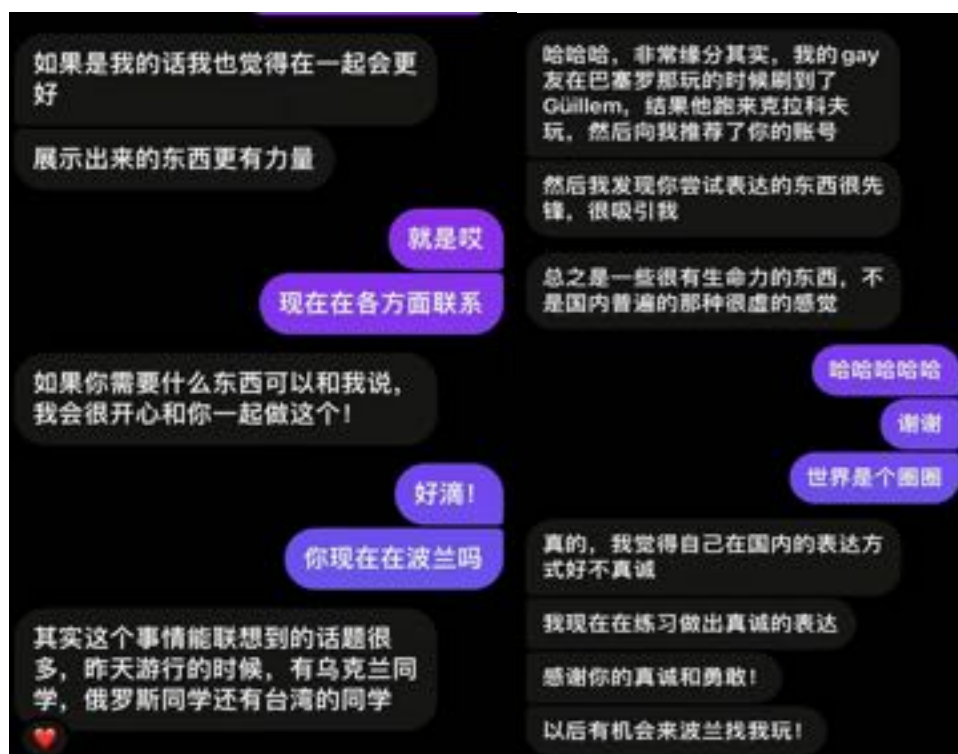 如果是我的话我也觉得在一起会更
好
展示出来的东西更有力量
就是哎
现在在各方面联系
如果你需要什么东西可以和我说，
我会很开心和你一起做这个！
好滴！
你现在在波兰吗
其实这个事情能联想到的话题很
多，昨天游行的时候，有乌克兰同
学，俄罗斯同学还有台湾的同学
哈哈哈，非常缘分其实，我的gay
友在巴塞罗那玩的时候刷到了
Güillem，结果他跑来克拉科夫
玩，然后向我推荐了你的账号
然后我发现你尝试表达的东西很先
锋，很吸引我
总之是一些很有生命力的东西，不
是国内普遍的那种很虚的感觉
哈哈哈哈哈
谢谢
世界是个圈圈
真的，我觉得自己在国内的表达方
式好不真诚
我现在在练习做出真诚的表达
感谢你的真诚和勇敢！
以后有机会来波兰找我玩！